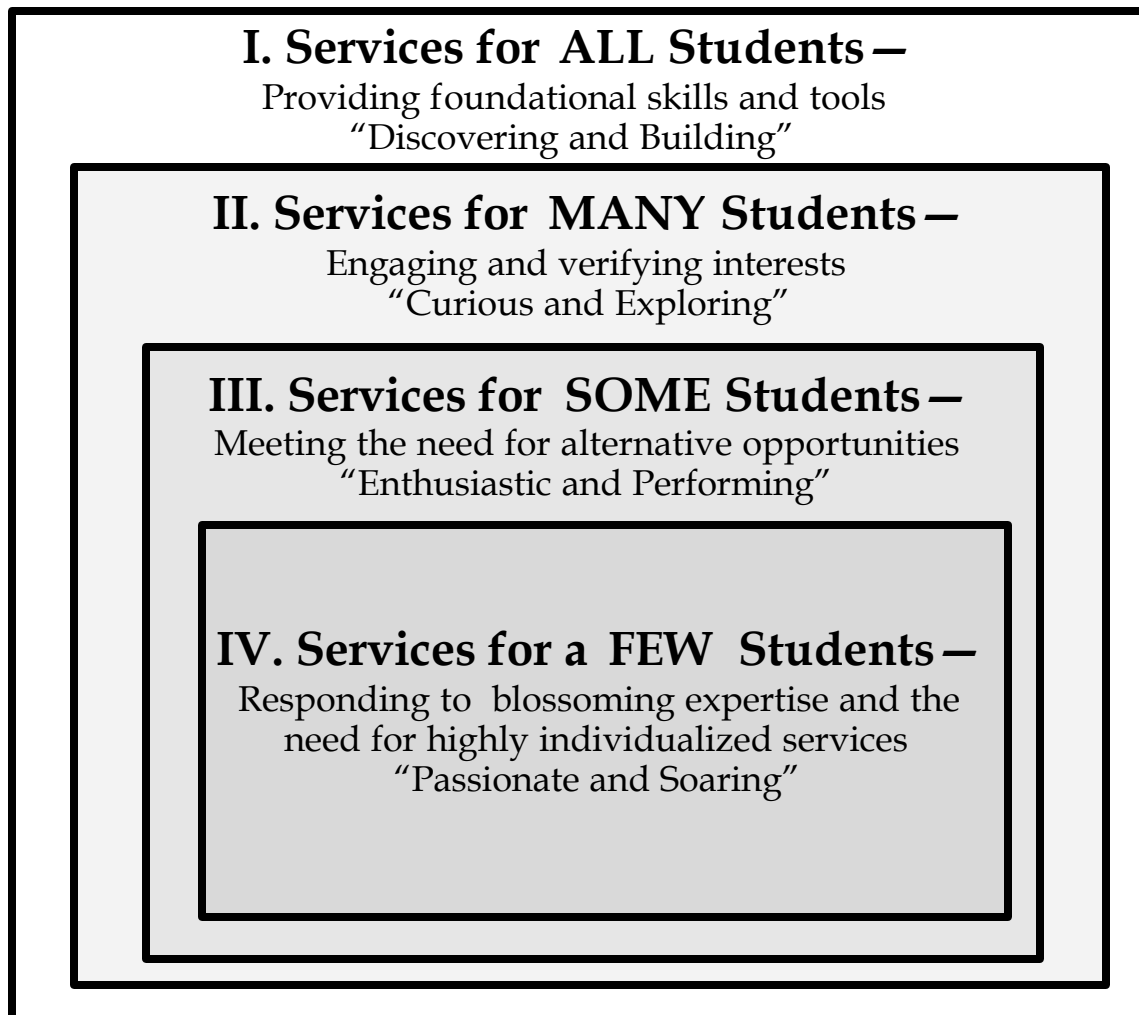 I. Services for ALL Students—
Providing foundational skills and tools
“Discovering and Building”
II. Services for MANY Students—
Engaging and verifying interests
“Curious and Exploring”
III. Services for SOME Students—
Meeting the need for alternative opportunities
“Enthusiastic and Performing”
IV. Services for a FEW Students—
Responding to blossoming expertise and the
need for highly individualized services
“Passionate and Soaring”